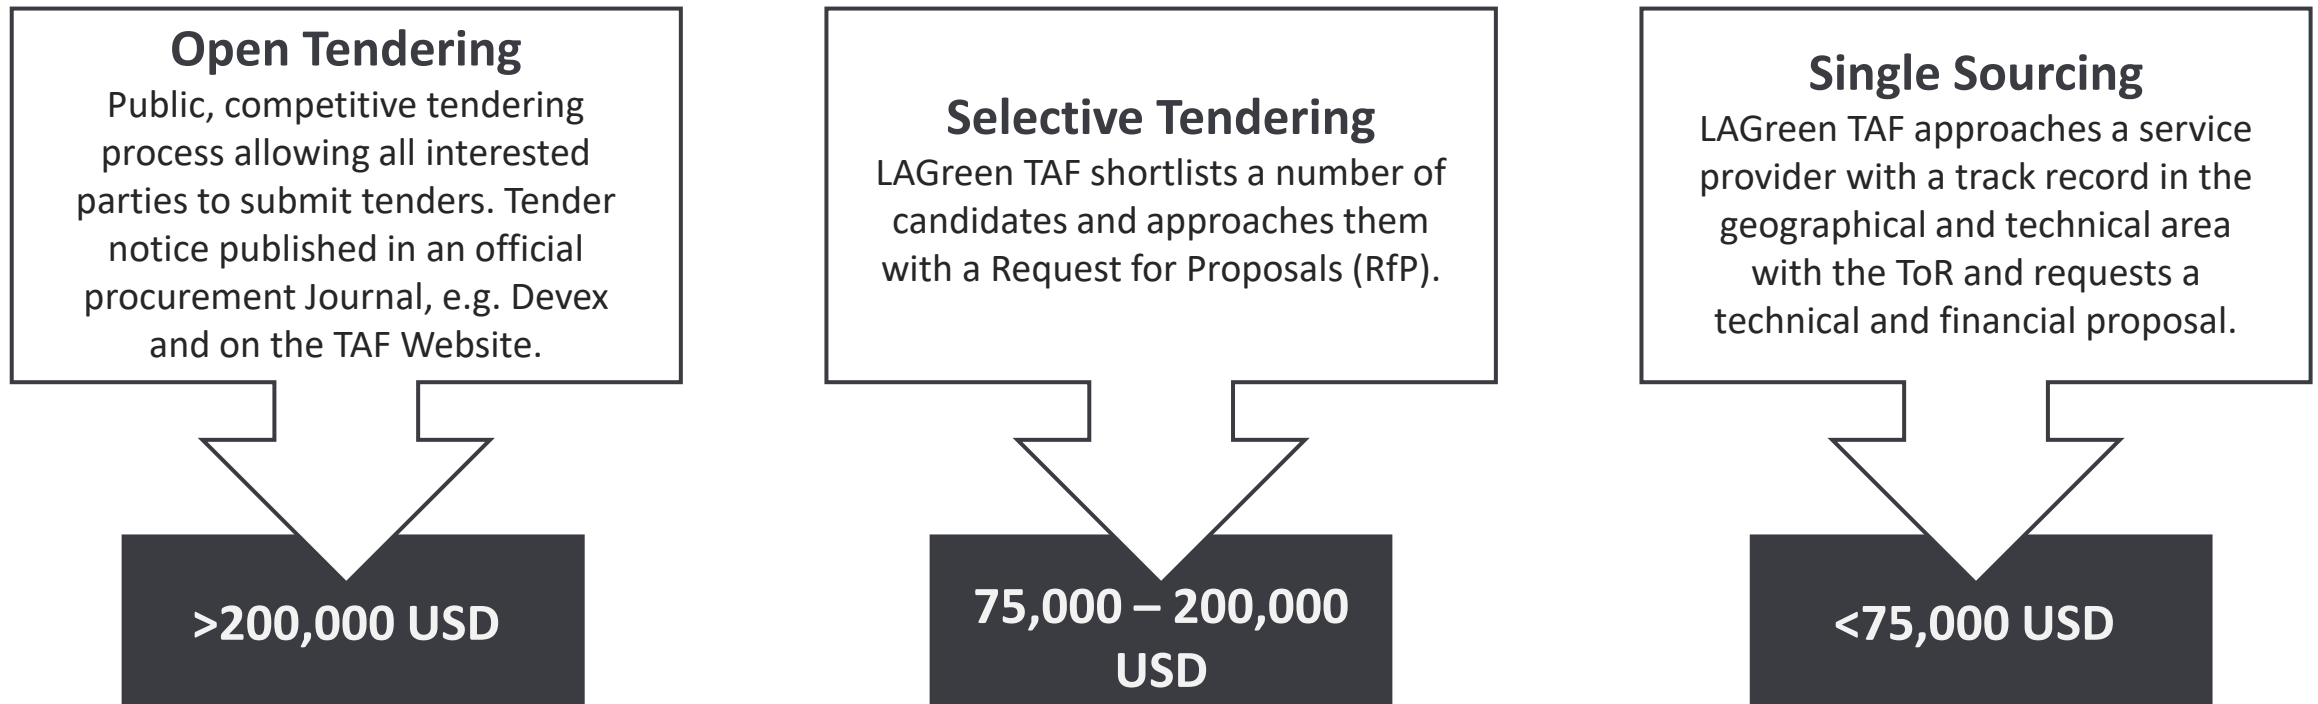 Open Tendering
Public, competitive tendering
process allowing all interested
parties to submit tenders. Tender
notice published in an official
procurement Journal, e.g. Devex
and on the TAF Website.
>200,000 USD
Selective Tendering
LAGreen TAF shortlists a number of
candidates and approaches them
with a Request for Proposals (RfP).
75,000 – 200,000
USD
Single Sourcing
LAGreen TAF approaches a service
provider with a track record in the
geographical and technical area
with the ToR and requests a
technical and financial proposal.
<75,000 USD